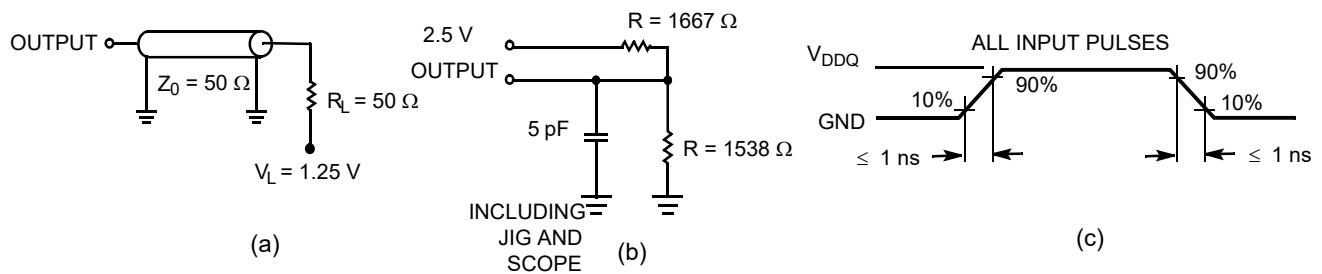 OUTPUT
Z0 = 50 Ω
RL = 50 Ω
VL = 1.25 V
(a)
R = 1667 Ω
2.5 V
OUTPUT
5 pF
R = 1538 Ω
INCLUDING
JIG AND
SCOPE
(b)
ALL INPUT PULSES
VDDQ
GND
10%
90%
90%
10%
≤ 1 ns
≤ 1 ns
(c)